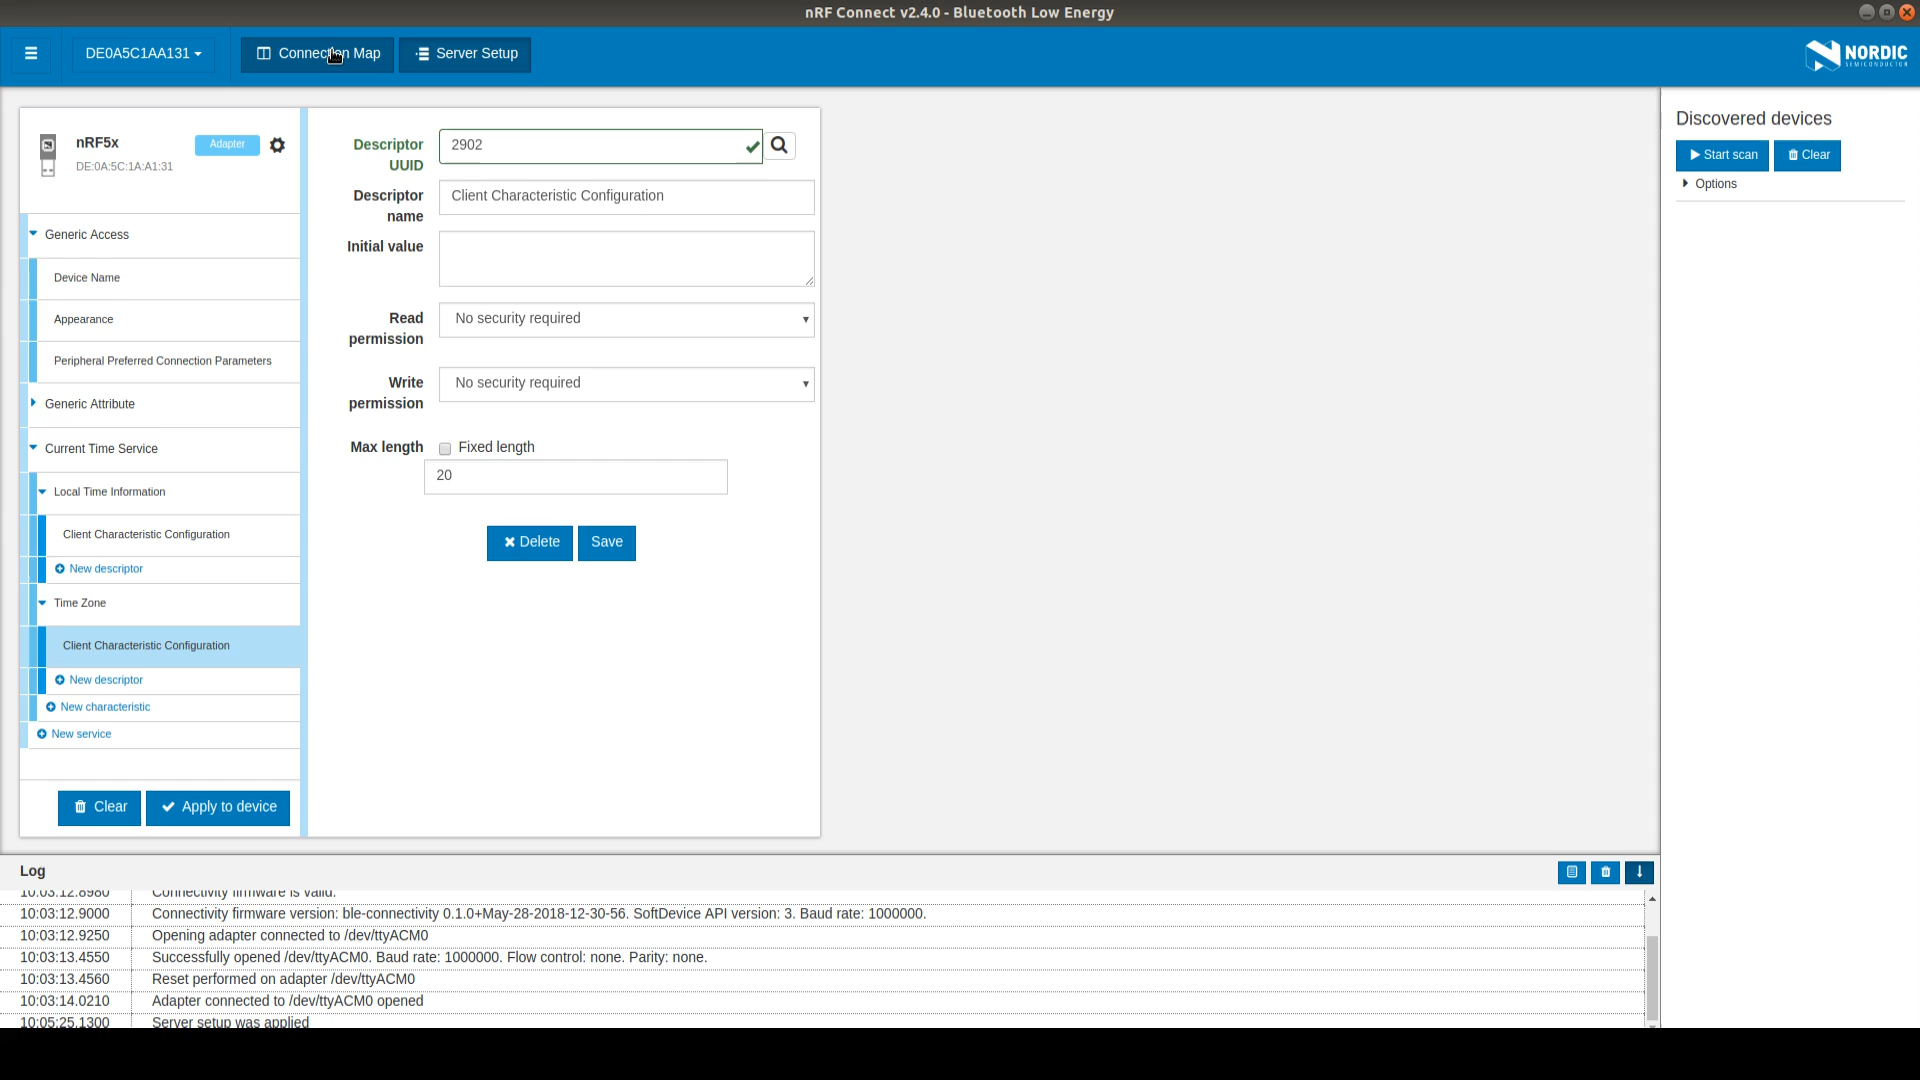 nRF Connect v2.4.0 - Bluetooth Low Energy
DE0A5C1AA131
Connection Map
Server Setup
NORDIC
SEMICONDUCTOR
nRF5x
Adapter
DE:0A:5C:1A:A1:31
Generic Access
Device Name
Appearance
Peripheral Preferred Connection Parameters
Generic Attribute
Current Time Service
Local Time Information
Client Characteristic Configuration
New descriptor
Time Zone
Client Characteristic Configuration
New descriptor
New characteristic
New service
Clear
Apply to device
Descriptor UUID
2902
Descriptor name
Client Characteristic Configuration
Initial value
Read permission
No security required
Write permission
No security required
Max length
Fixed length
20
Delete
Save
Discovered devices
Start scan
Clear
Options
Log
10:03:12.8980 Connectivity firmware is valid.
10:03:12.9000 Connectivity firmware version: ble-connectivity 0.1.0+May-28-2018-12-30-56. SoftDevice API version: 3. Baud rate: 1000000.
10:03:12.9250 Opening adapter connected to /dev/ttyACM0
10:03:13.4550 Successfully opened /dev/ttyACM0. Baud rate: 1000000. Flow control: none. Parity: none.
10:03:13.4560 Reset performed on adapter /dev/ttyACM0
10:03:14.0210 Adapter connected to /dev/ttyACM0 opened
10:05:25.1300 Server setup was applied